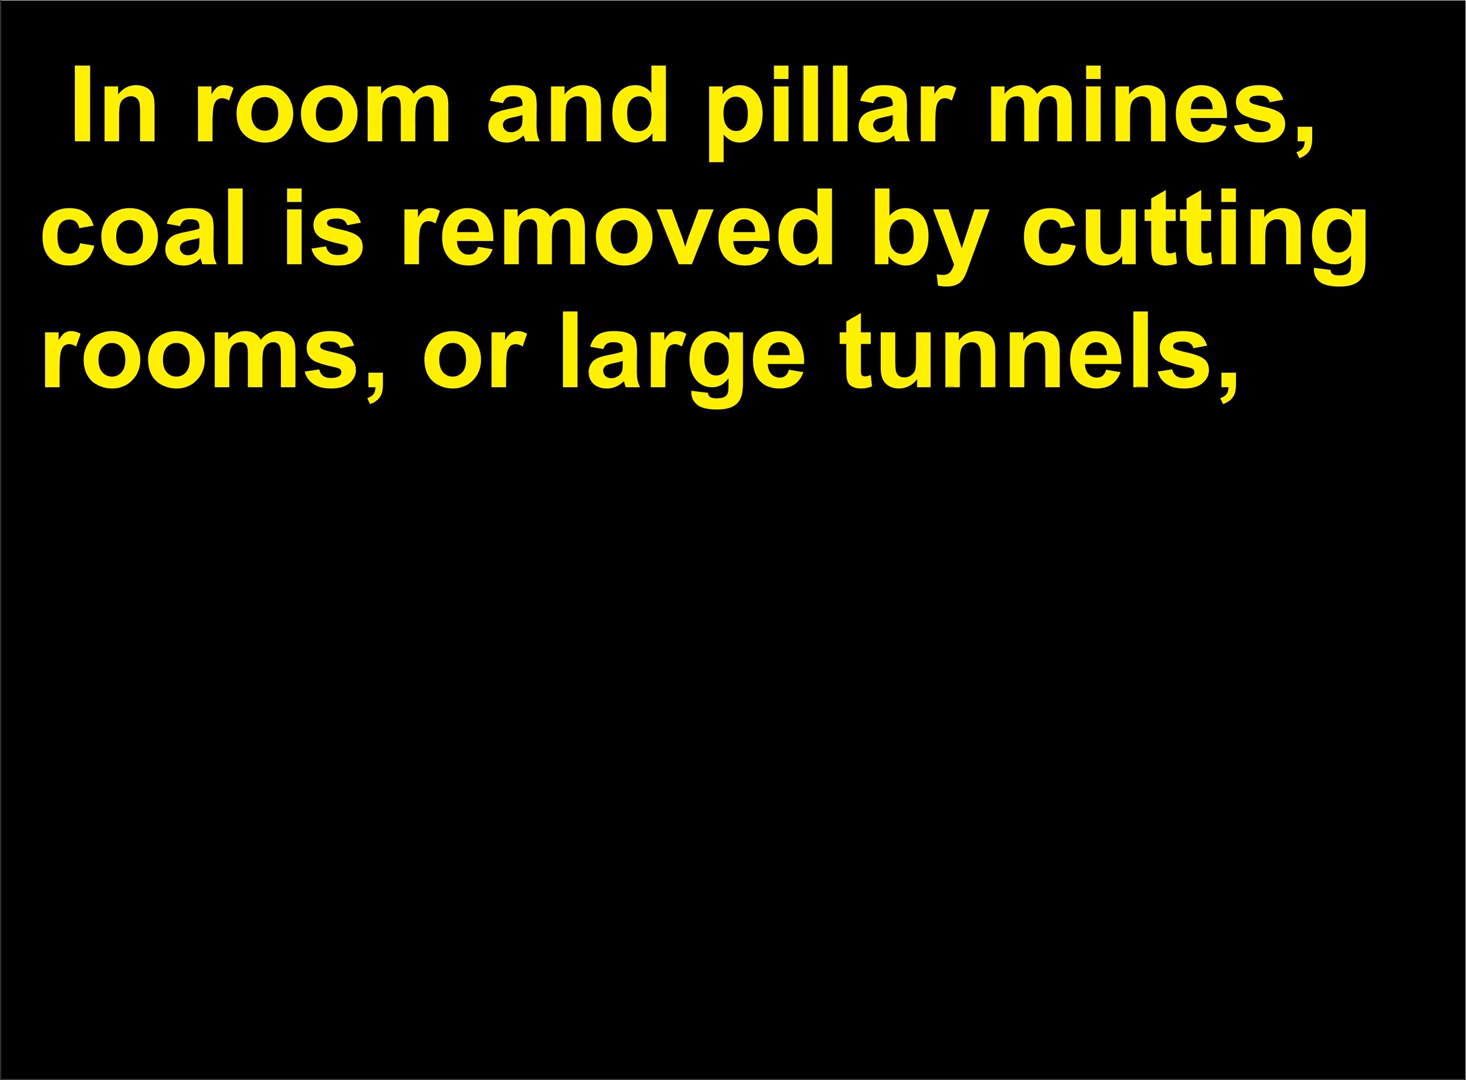 In room and pillar mines,
coal is removed by cutting
rooms, or large tunnels,